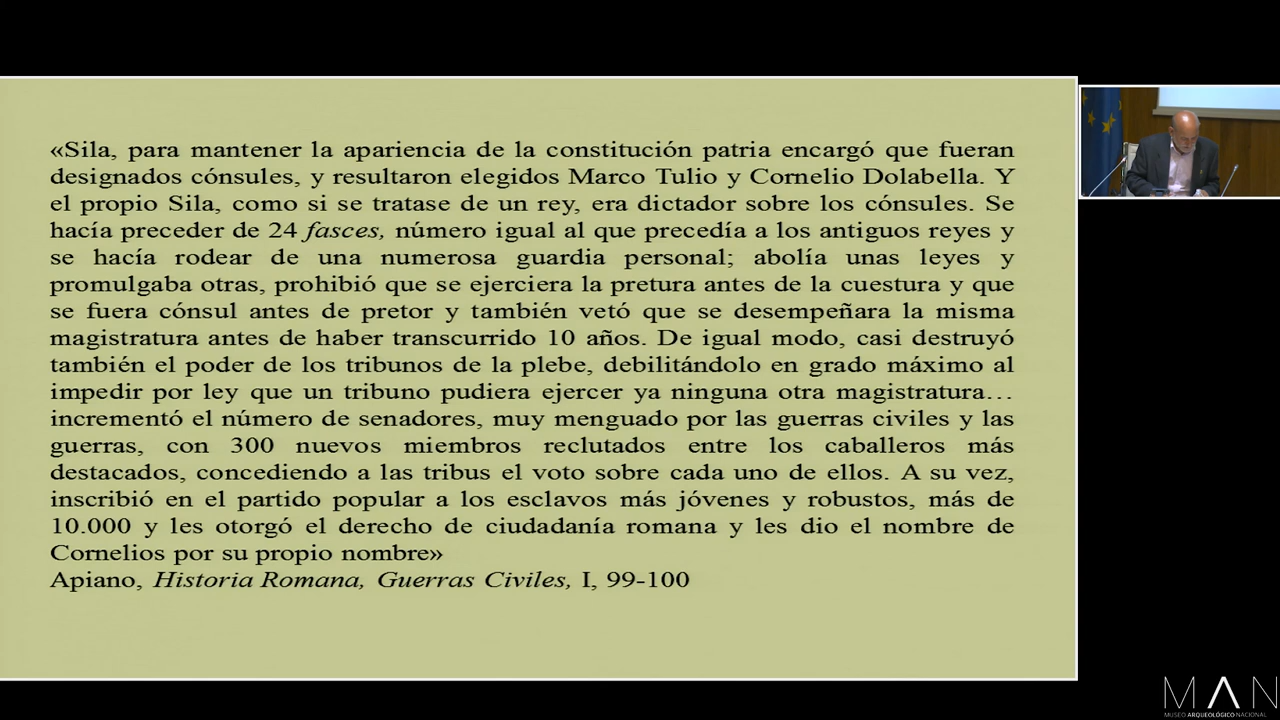 «Sila, para mantener la apariencia de la constitución patria encargó que fueran
designados cónsules, y resultaron elegidos Marco Tulio y Cornelio Dolabella. Y
el propio Sila, como si se tratase de un rey, era dictador sobre los cónsules. Se
hacía preceder de 24 fasces, número igual al que precedía a los antiguos reyes y
se hacía rodear de una numerosa guardia personal; abolía unas leyes y
promulgaba otras, prohibió que se ejerciera la pretura antes de la cuestura y que
se fuera cónsul antes de pretor y también vetó que se desempeñara la misma
magistratura antes de haber transcurrido 10 años. De igual modo, casi destruyó
también el poder de los tribunos de la plebe, debilitándolo en grado máximo al
impedir por ley que un tribuno pudiera ejercer ya ninguna otra magistratura…
incrementó el número de senadores, muy menguado por las guerras civiles y las
guerras, con 300 nuevos miembros reclutados entre los caballeros más
destacados, concediendo a las tribus el voto sobre cada uno de ellos. A su vez,
inscribió en el partido popular a los esclavos más jóvenes y robustos, más de
10.000 y les otorgó el derecho de ciudadanía romana y les dio el nombre de
Cornelios por su propio nombre»
Apiano, Historia Romana, Guerras Civiles, I, 99-100
MAN
MUSEO ARQUEOLÓGICO NACIONAL